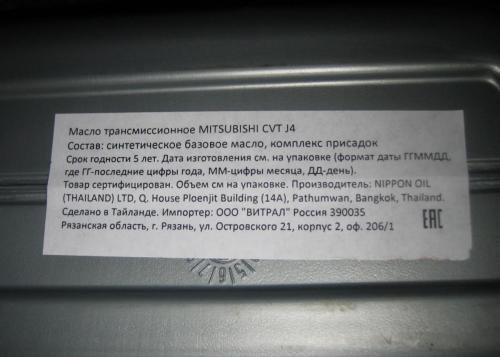 Масло трансмиссионное MITSUBISHI CVT J4
Состав: синтетическое базовое масло, комплекс присадок
Срок годности 5 лет. Дата изготовления см. на упаковке (формат даты ГГММДД,
где ГГ-последние цифры года, ММ-цифры месяца, ДД-день).
Товар сертифицирован. Объем см на упаковке. Производитель: NIPPON OIL
(THAILAND) LTD, Q. House Ploenjit Building (14A), Pathumwan, Bangkok, Thailand.
Сделано в Тайланде. Импортер: ООО "ВИТРАЛ" Россия 390035
Рязанская область, г. Рязань, ул. Островского 21, корпус 2, оф. 206/1
EAC